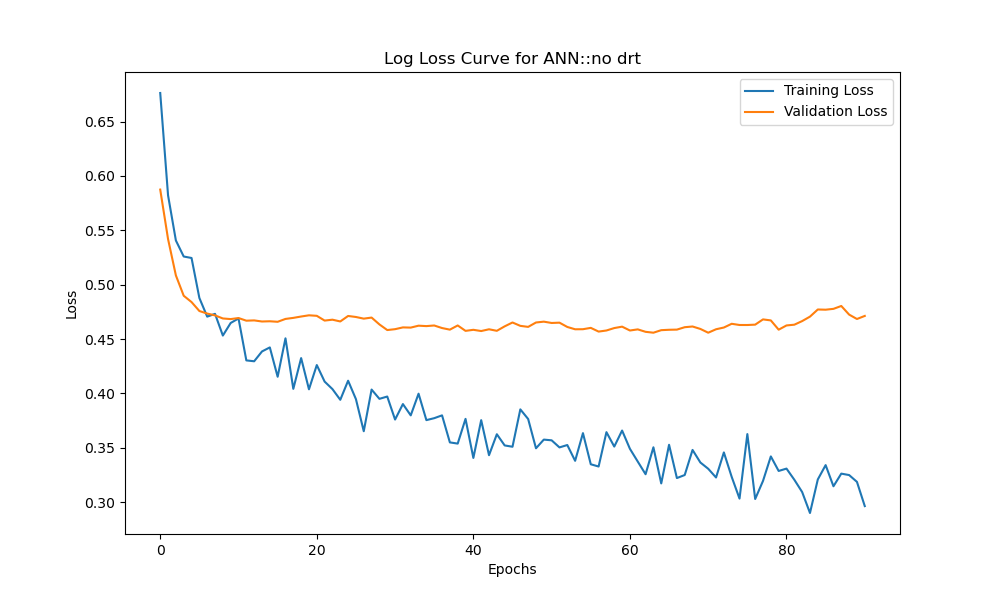 Log Loss Curve for ANN::no drt
Training Loss
Validation Loss
0.65
0.60
0.55
0.50
0.45
0.40
0.35
0.30
Loss
0 20 40 60 80
Epochs